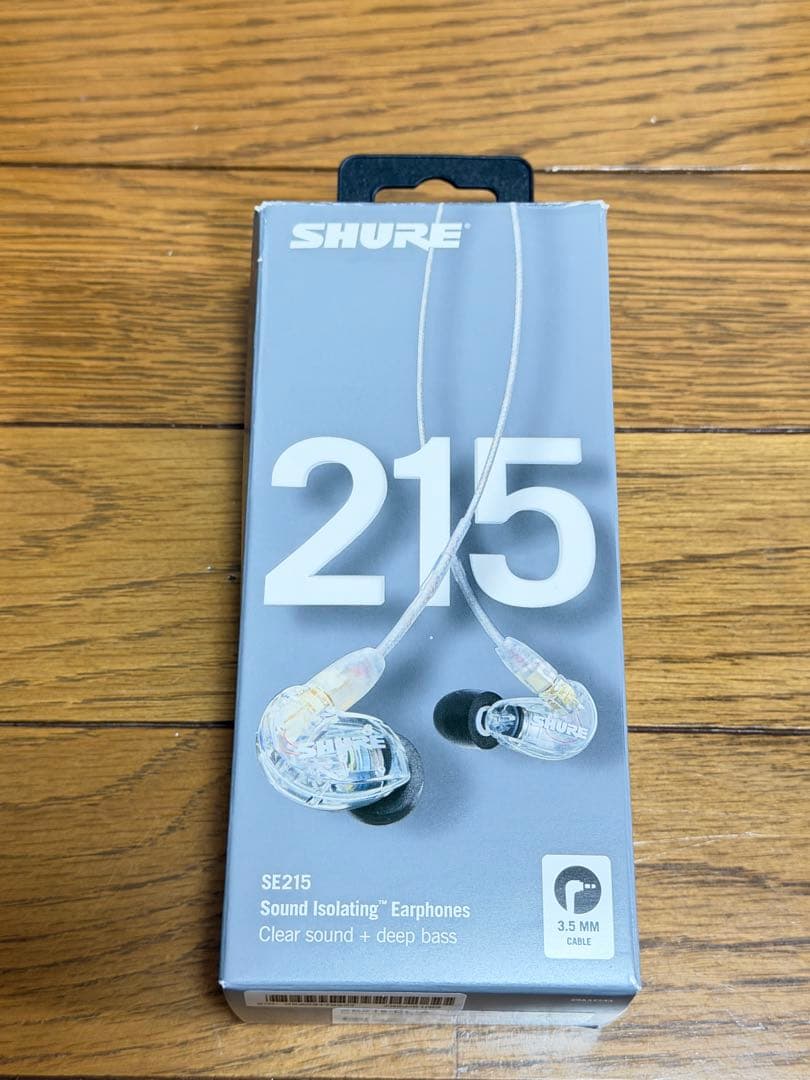 SHURE®
215
SHURE
SHURE
SE215
Sound Isolating™ Earphones
Clear sound + deep bass
3.5 MM
CABLE